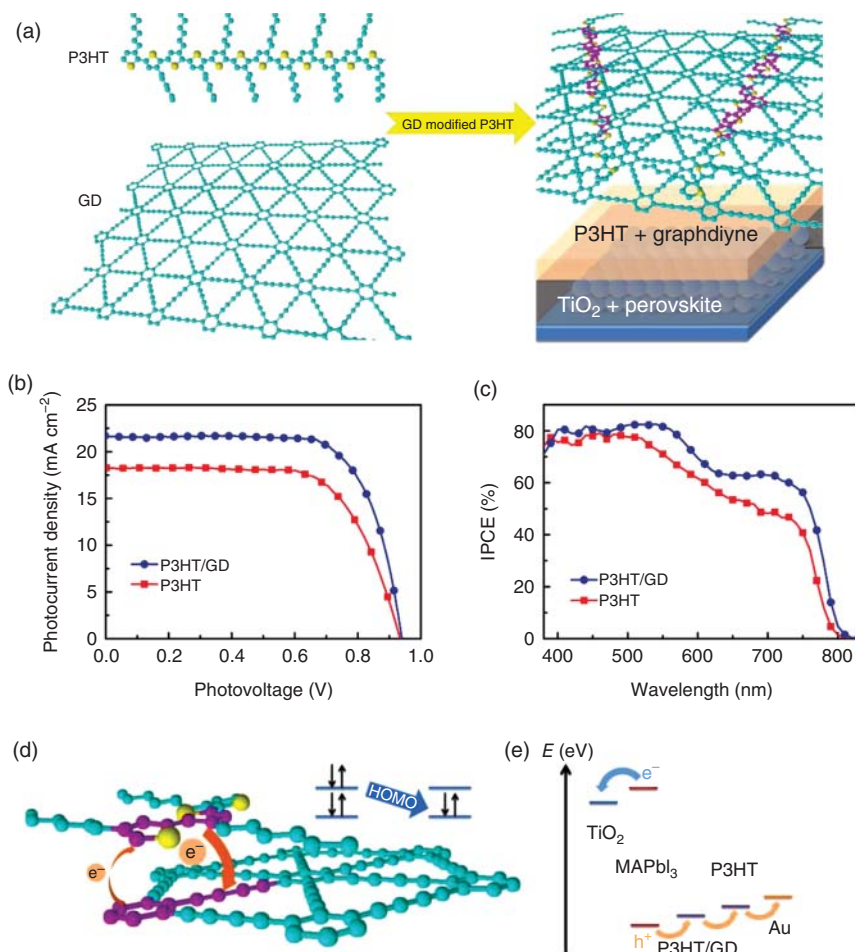 (a)
P3HT
GD modified P3HT
GD
P3HT + graphdiyne
TiO₂ + perovskite
(b)
Photocurrent density (mA cm⁻²)
25
20
15
10
5
0
P3HT/GD
P3HT
0.0 0.2 0.4 0.6 0.8 1.0
Photovoltage (V)
(c)
IPCE (%)
80
60
40
20
0
P3HT/GD
P3HT
400 500 600 700 800
Wavelength (nm)
(d)
HOMO
e⁻
e⁻
(e)
E (eV)
e⁻
TiO₂
MAPbI₃
P3HT
Au
h⁺
P3HT/GD